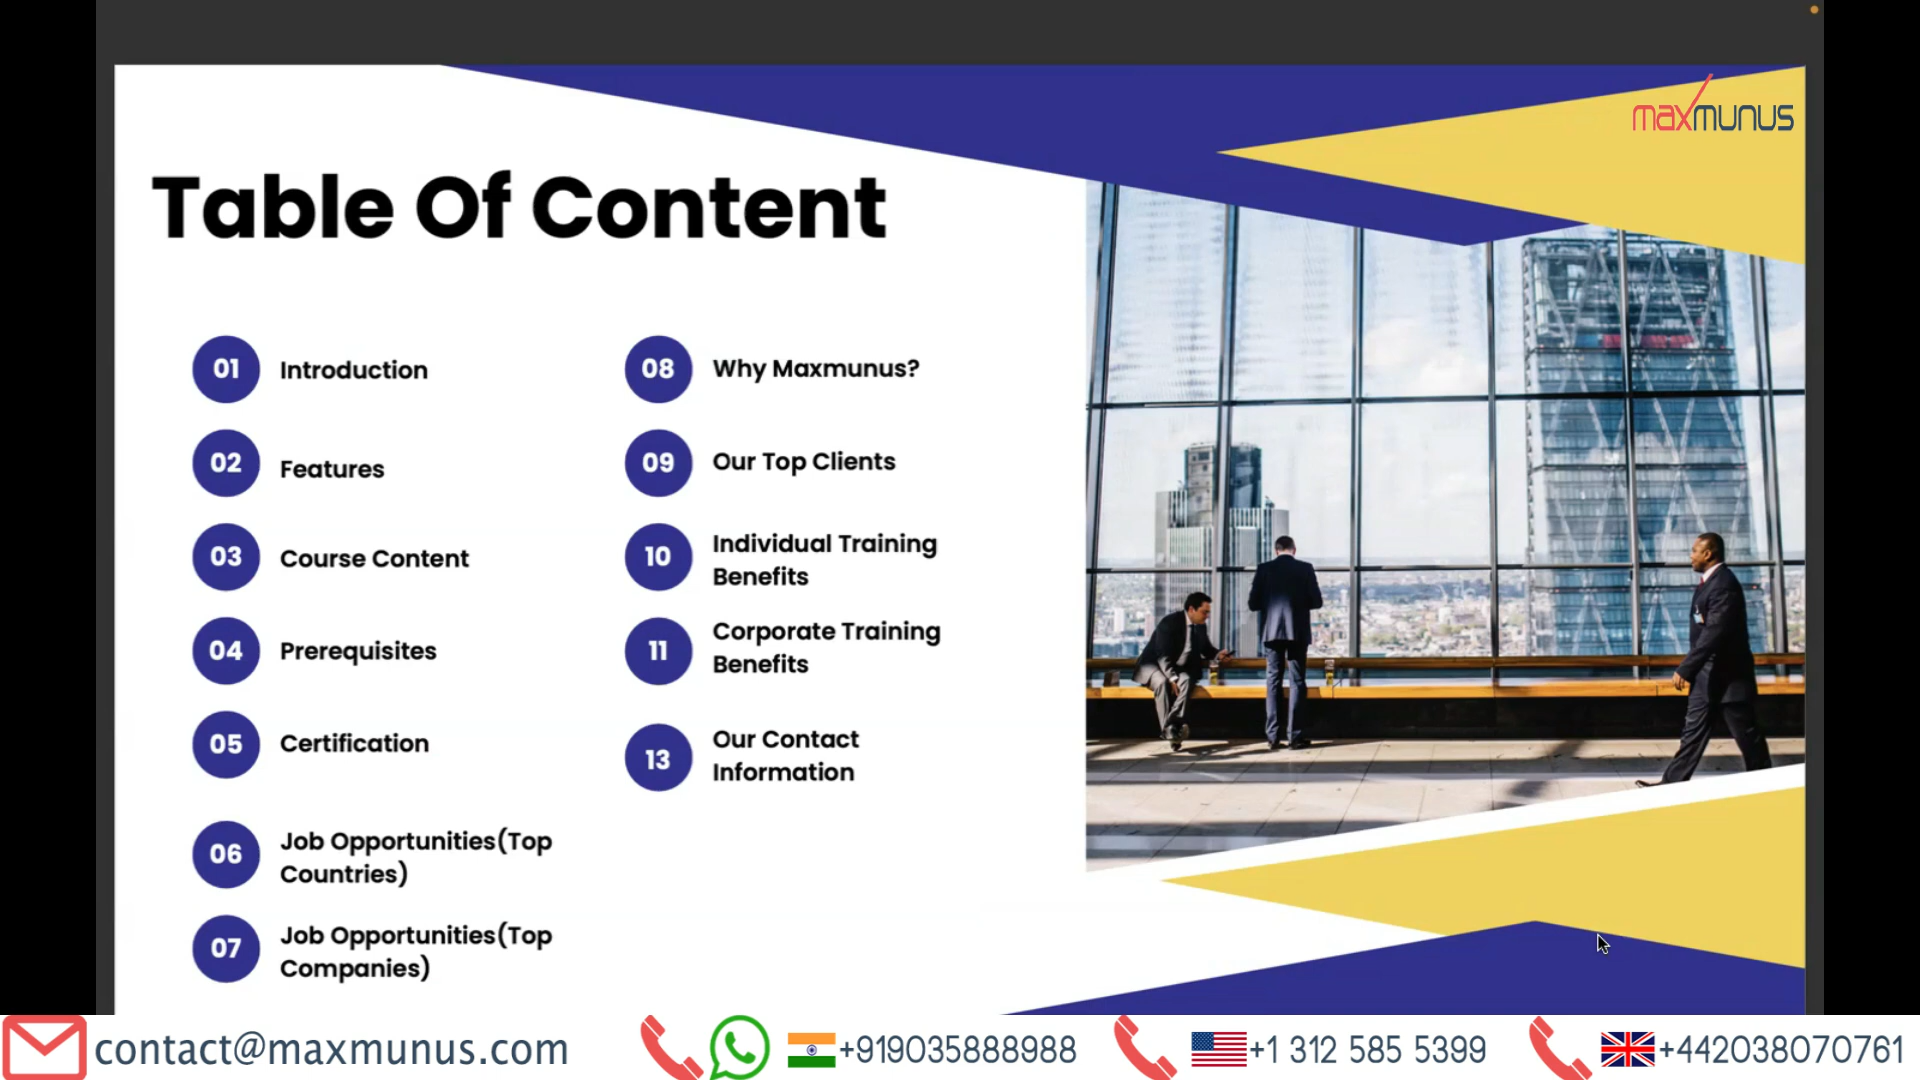 maxmunus
Table Of Content
01 Introduction
02 Features
03 Course Content
04 Prerequisites
05 Certification
06 Job Opportunities(Top
Countries)
07 Job Opportunities(Top
Companies)
08 Why Maxmunus?
09 Our Top Clients
10 Individual Training
Benefits
11 Corporate Training
Benefits
13 Our Contact
Information
contact@maxmunus.com +919035888988 +1 312 585 5399 +442038070761